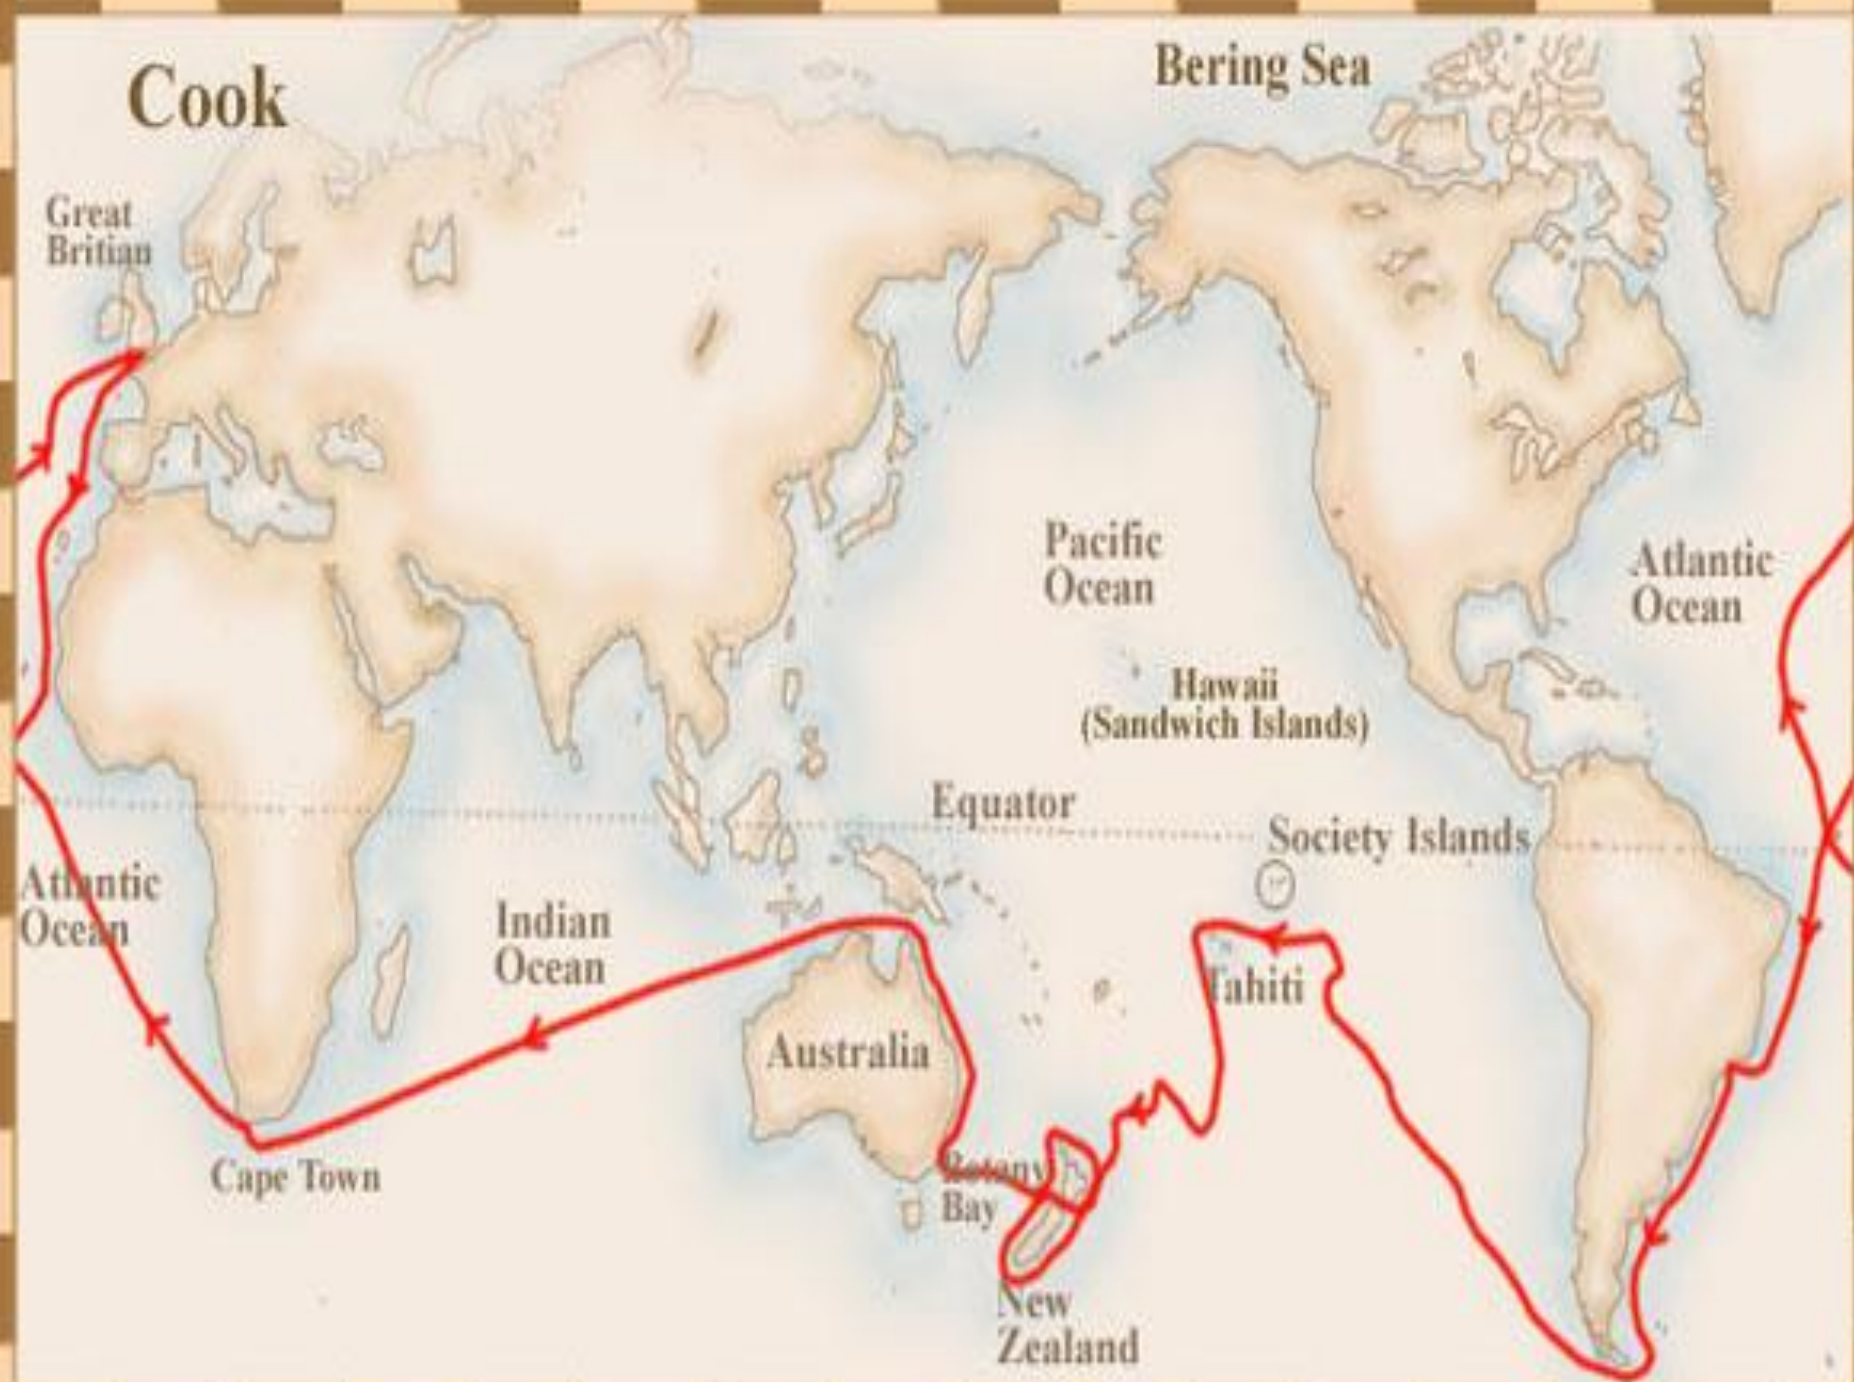 Cook
Bering Sea
Great
Britian
Pacific
Ocean
Atlantic
Ocean
Hawaii
(Sandwich Islands)
Equator
Society Islands
Atlantic
Ocean
Indian
Ocean
Tahiti
Australia
Cape Town
Botany
Bay
New
Zealand